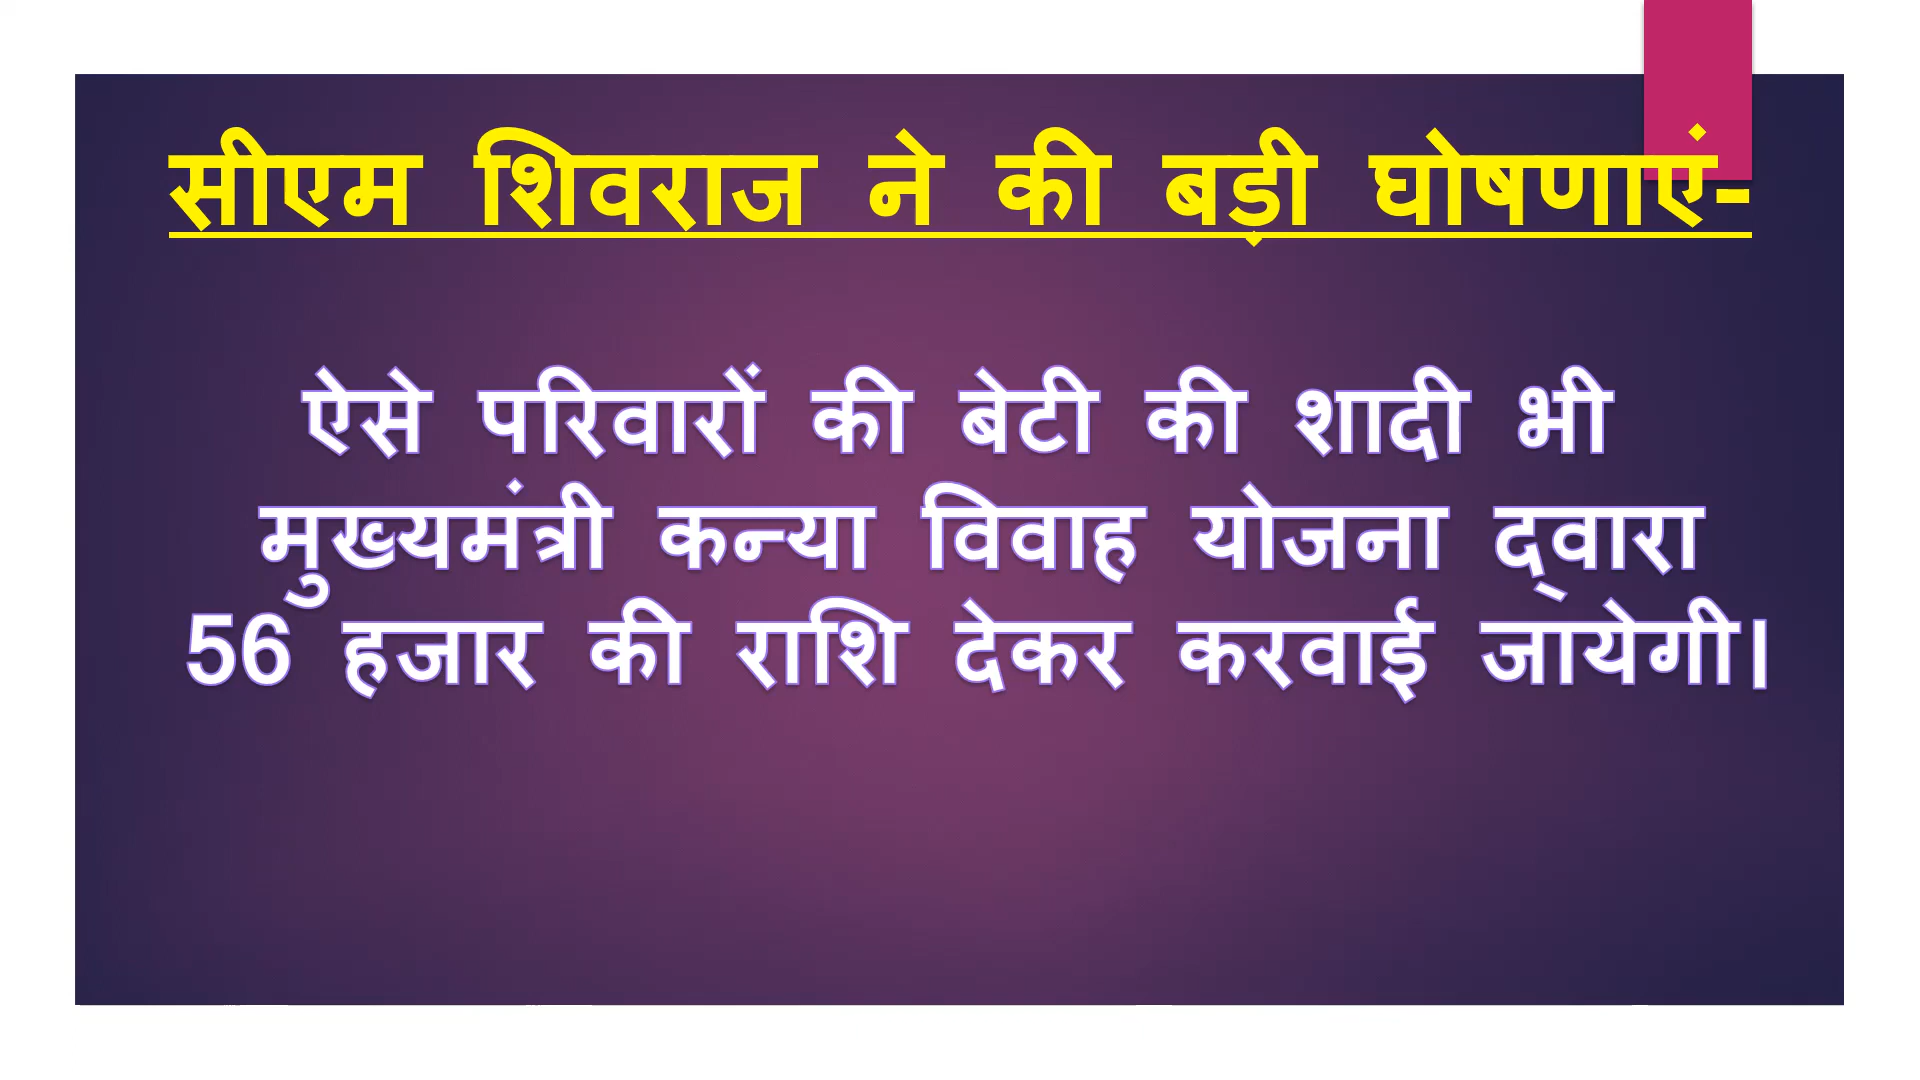 सीएम शिवराज ने की बड़ी घोषणाएं-
ऐसे परिवारों की बेटी की शादी भी
मुख्यमंत्री कन्या विवाह योजना द्वारा
56 हजार की राशि देकर करवाई जायेगी।